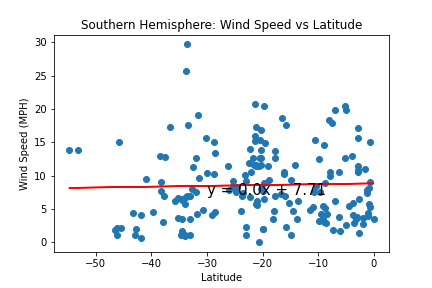 Southern Hemisphere: Wind Speed vs Latitude
30
25
20
15
10
5
0
Wind Speed (MPH)
y = 0.0x + 7.71
−50 −40 −30 −20 −10 0
Latitude